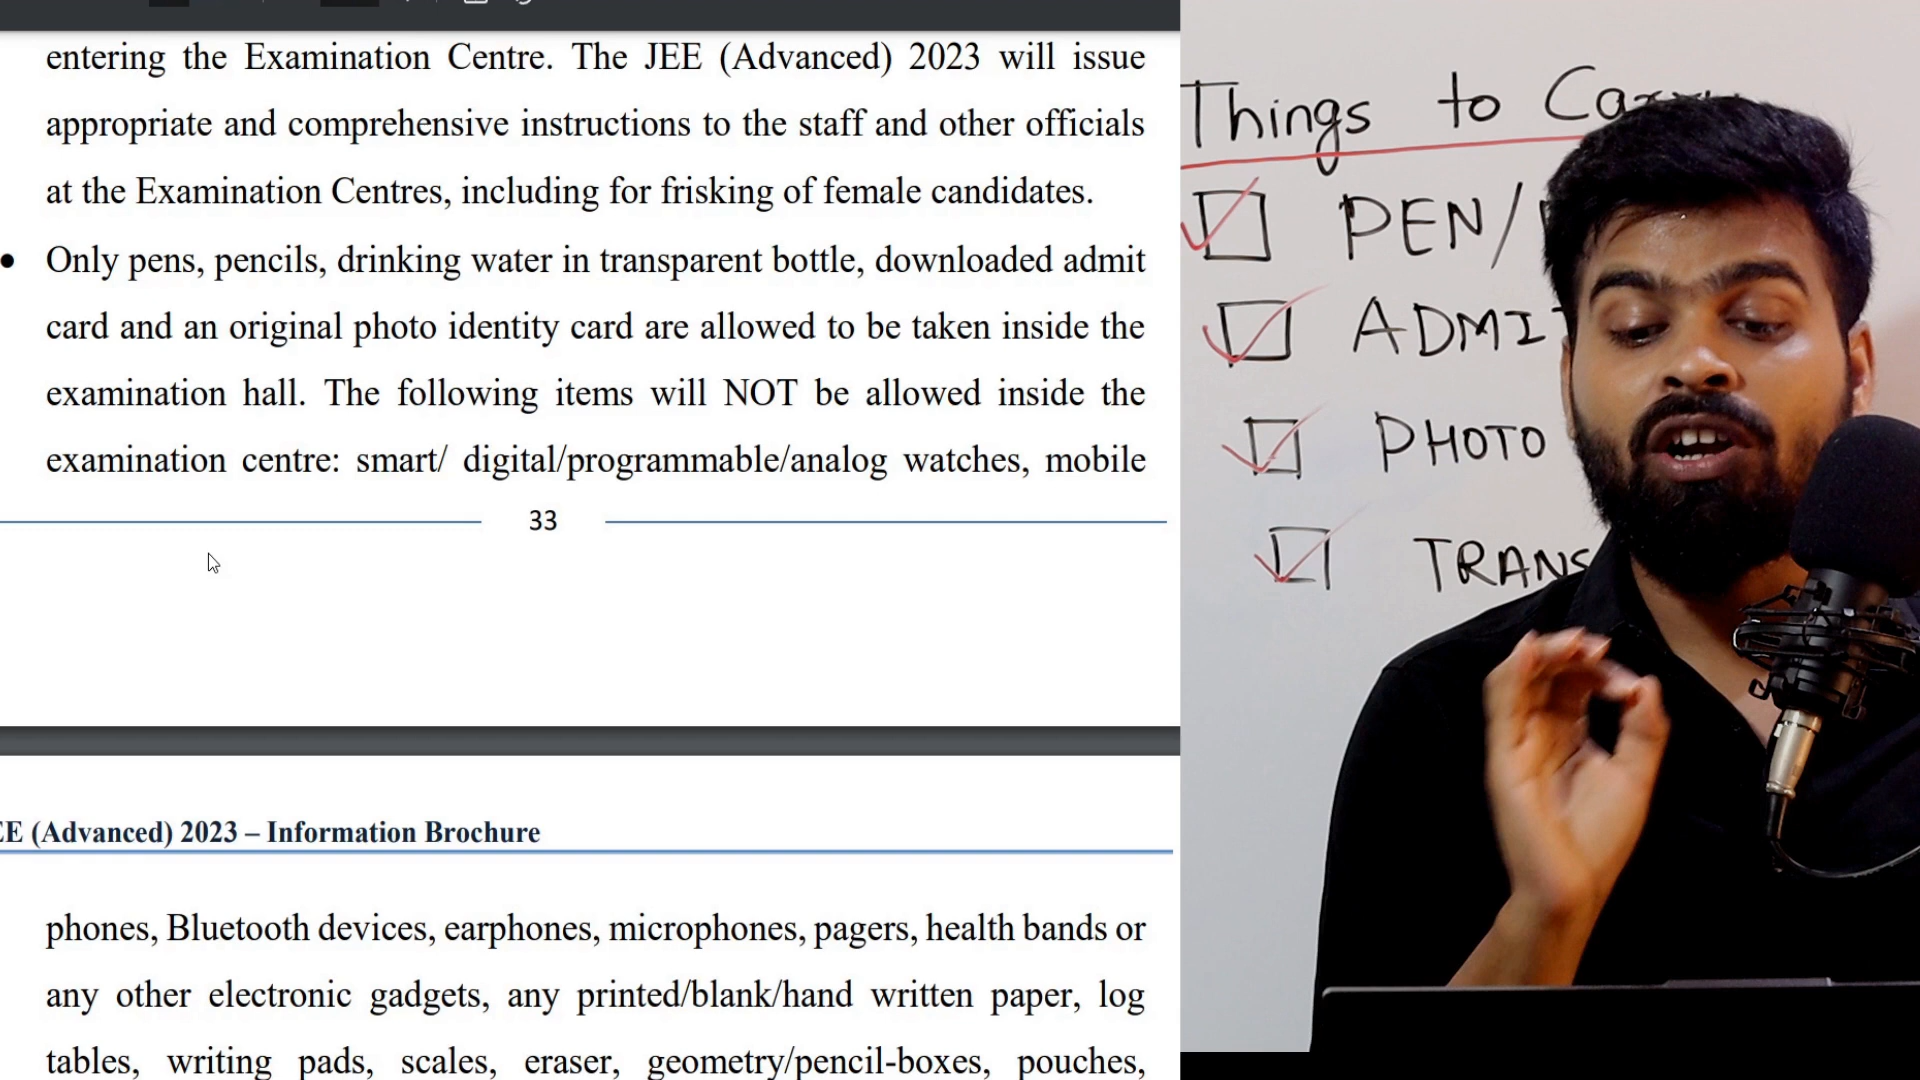 entering the Examination Centre. The JEE (Advanced) 2023 will issue
appropriate and comprehensive instructions to the staff and other officials
at the Examination Centres, including for frisking of female candidates.
• Only pens, pencils, drinking water in transparent bottle, downloaded admit
card and an original photo identity card are allowed to be taken inside the
examination hall. The following items will NOT be allowed inside the
examination centre: smart/ digital/programmable/analog watches, mobile
33
EE (Advanced) 2023 – Information Brochure
phones, Bluetooth devices, earphones, microphones, pagers, health bands or
any other electronic gadgets, any printed/blank/hand written paper, log
tables, writing pads, scales, eraser, geometry/pencil-boxes, pouches,
Things to
PEN/
ADMI
PHOTO
TRANS